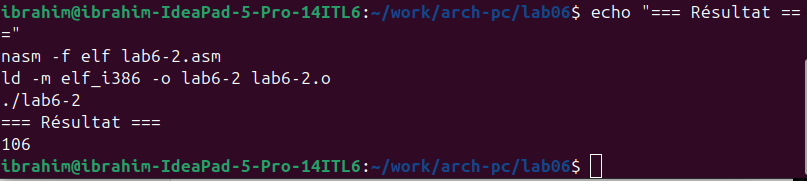 ibrahim@ibrahim-IdeaPad-5-Pro-14ITL6:~/work/arch-pc/lab06$ echo "=== Résultat ==
="
nasm -f elf lab6-2.asm
ld -m elf_i386 -o lab6-2 lab6-2.o
./lab6-2
=== Résultat ===
106
ibrahim@ibrahim-IdeaPad-5-Pro-14ITL6:~/work/arch-pc/lab06$